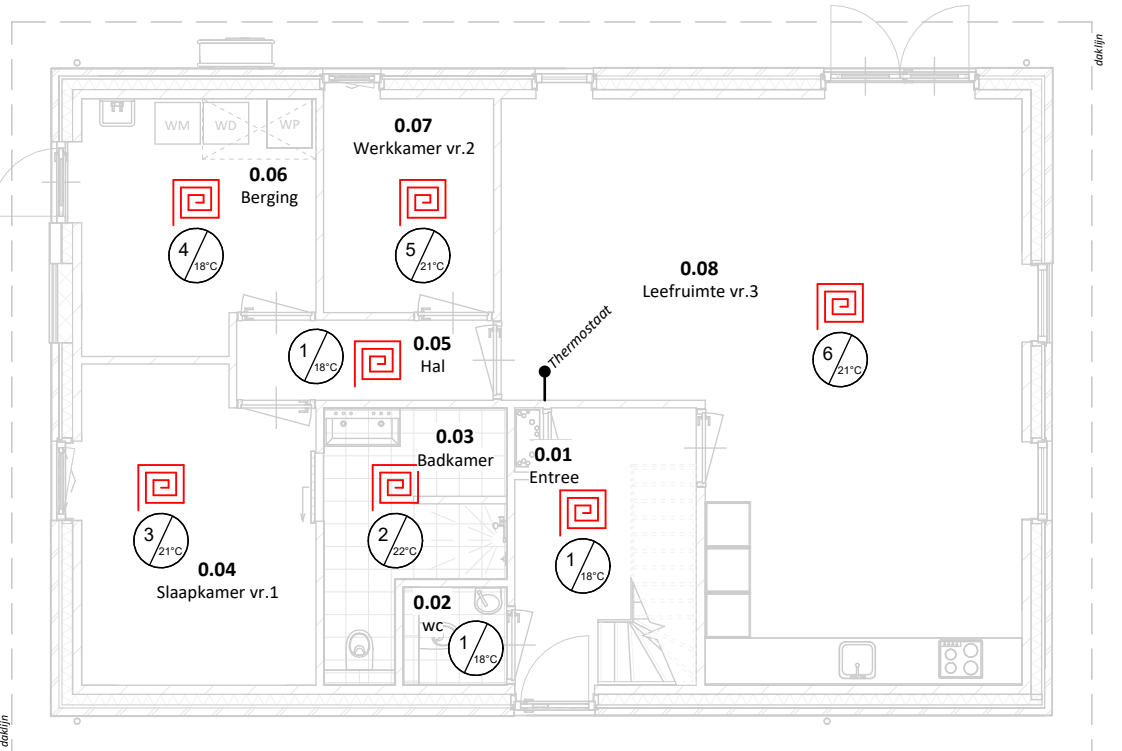 daklijn
WM
WD
WP
0.07
Werkkamer vr.2
0.06
Berging
4
18°C
5
21°C
0.08
Leefruimte vr.3
Thermostaat
1
18°C
0.05
Hal
6
21°C
0.03
Badkamer
0.01
Entree
3
21°C
2
22°C
0.04
Slaapkamer vr.1
1
18°C
0.02
wc
1
18°C
daklijn